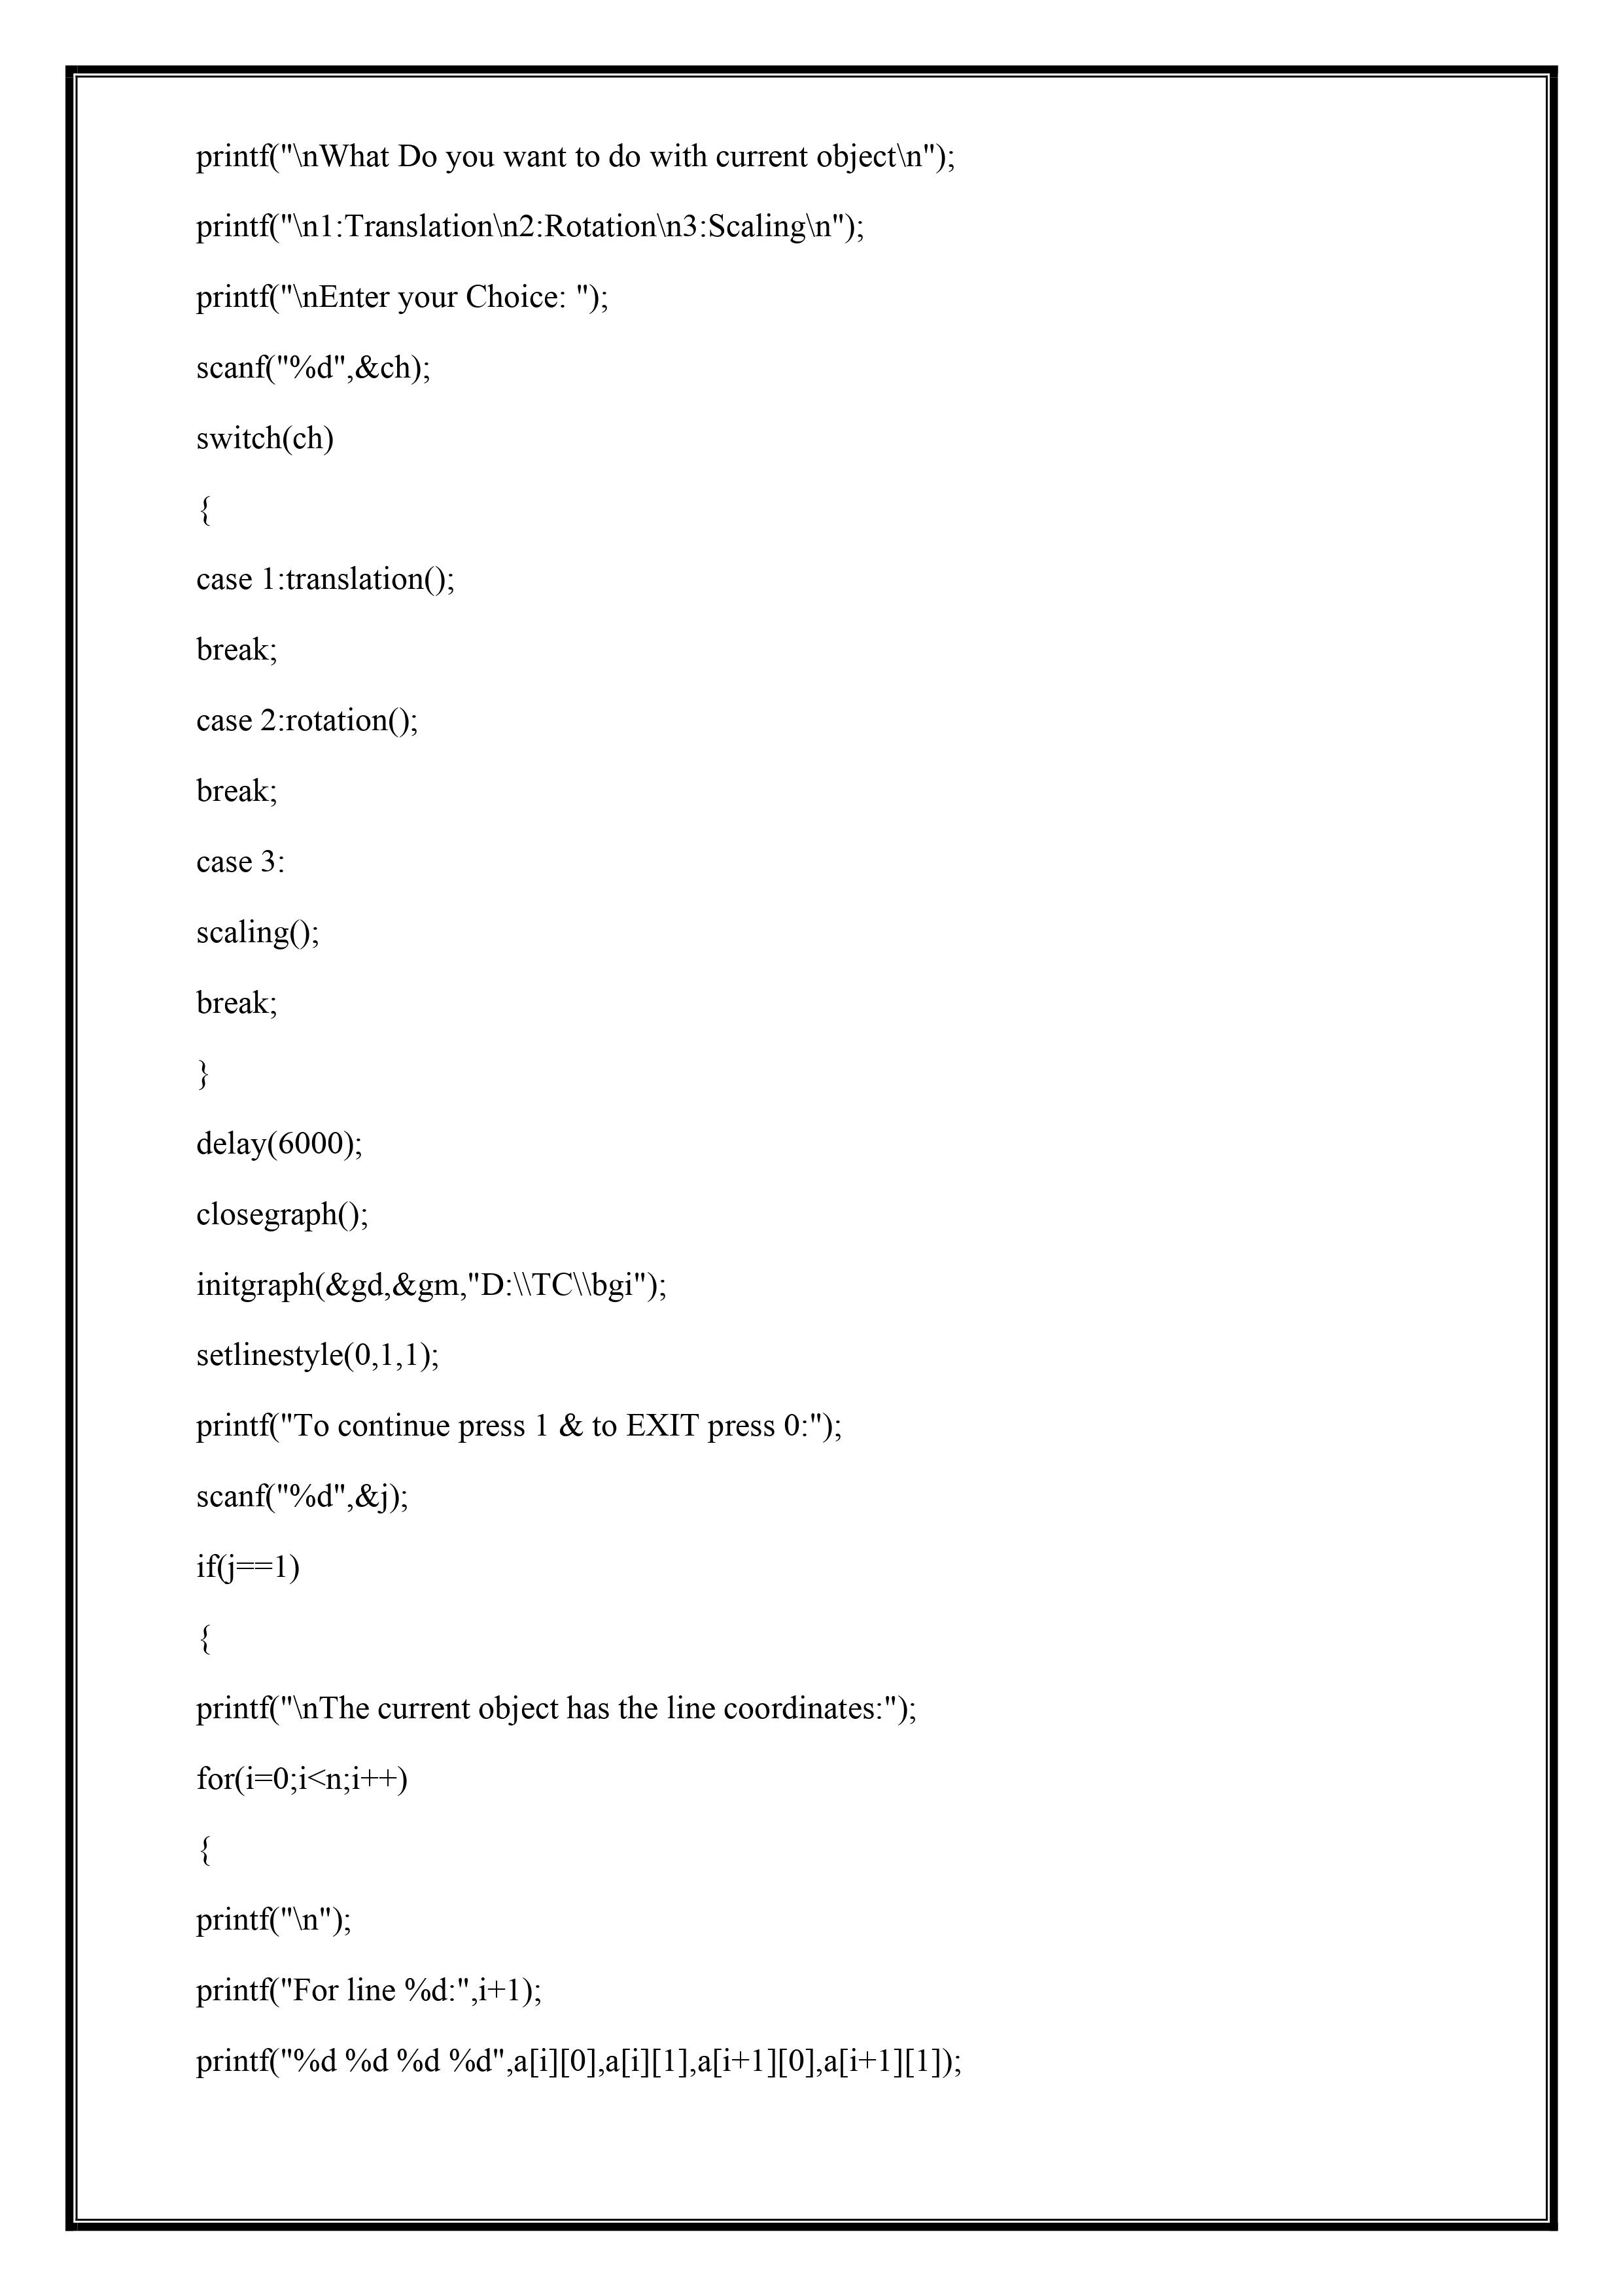 printf("\nWhat Do you want to do with current object\n");
printf("\n1:Translation\n2:Rotation\n3:Scaling\n");
printf("\nEnter your Choice: ");
scanf("%d",&ch);
switch(ch)
{
case 1:translation();
break;
case 2:rotation();
break;
case 3:
scaling();
break;
}
delay(6000);
closegraph();
initgraph(&gd,&gm,"D:\\TC\\bgi");
setlinestyle(0,1,1);
printf("To continue press 1 & to EXIT press 0:");
scanf("%d",&j);
if(j==1)
{
printf("\nThe current object has the line coordinates:");
for(i=0;i<n;i++)
{
printf("\n");
printf("For line %d:",i+1);
printf("%d %d %d %d",a[i][0],a[i][1],a[i+1][0],a[i+1][1]);